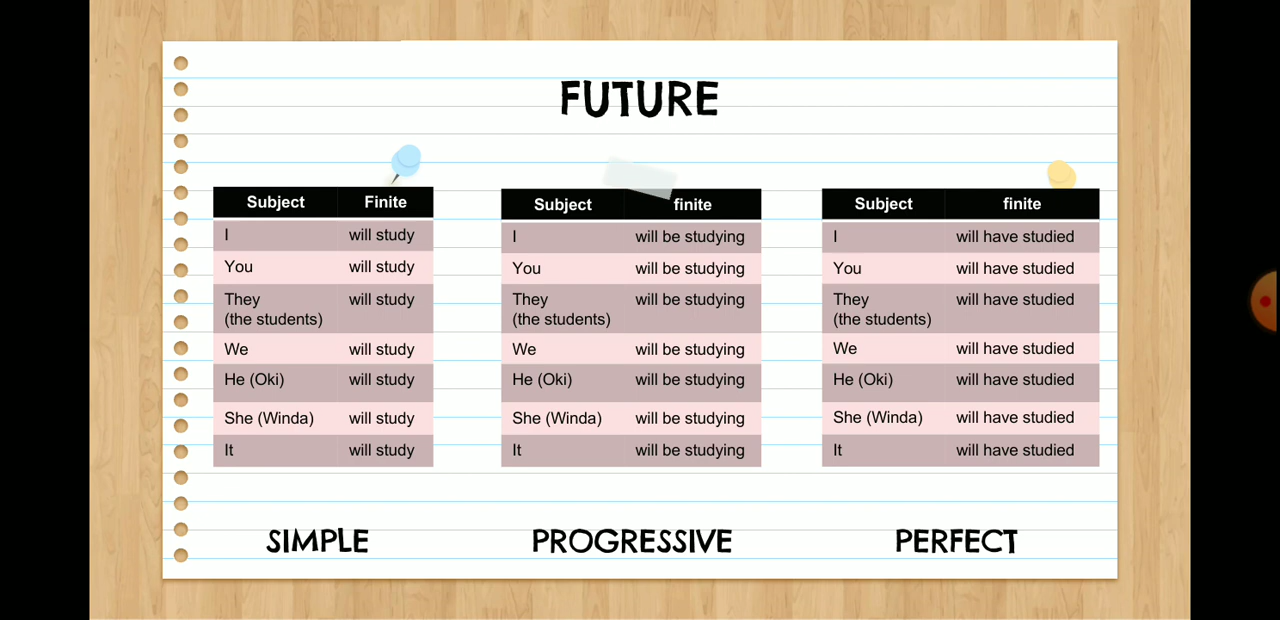 FUTURE
Subject Finite
I will study
You will study
They will study
(the students)
We will study
He (Oki) will study
She (Winda) will study
It will study
SIMPLE
Subject finite
I will be studying
You will be studying
They will be studying
(the students)
We will be studying
He (Oki) will be studying
She (Winda) will be studying
It will be studying
PROGRESSIVE
Subject finite
I will have studied
You will have studied
They will have studied
(the students)
We will have studied
He (Oki) will have studied
She (Winda) will have studied
It will have studied
PERFECT